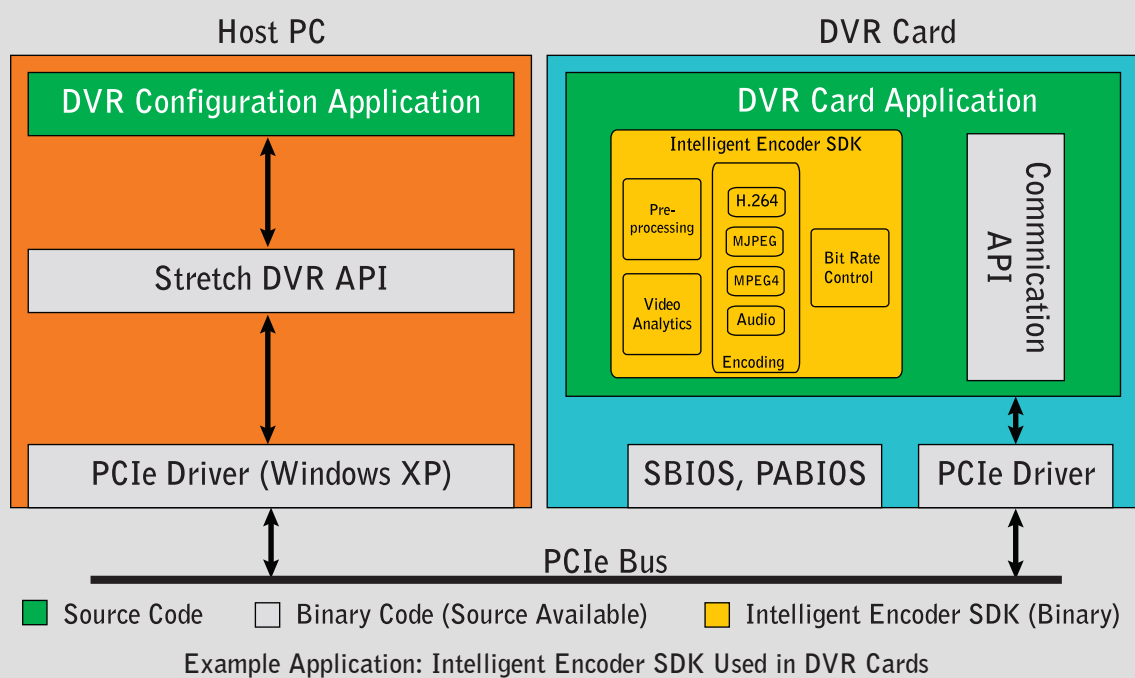 Host PC
DVR Configuration Application
Stretch DVR API
PCIe Driver (Windows XP)
DVR Card
DVR Card Application
Intelligent Encoder SDK
Pre-
processing
Video
Analytics
H.264
MJPEG
MPEG4
Audio
Encoding
Bit Rate
Control
Commnication
API
SBIOS, PABIOS
PCIe Driver
PCIe Bus
Source Code
Binary Code (Source Available)
Intelligent Encoder SDK (Binary)
Example Application: Intelligent Encoder SDK Used in DVR Cards